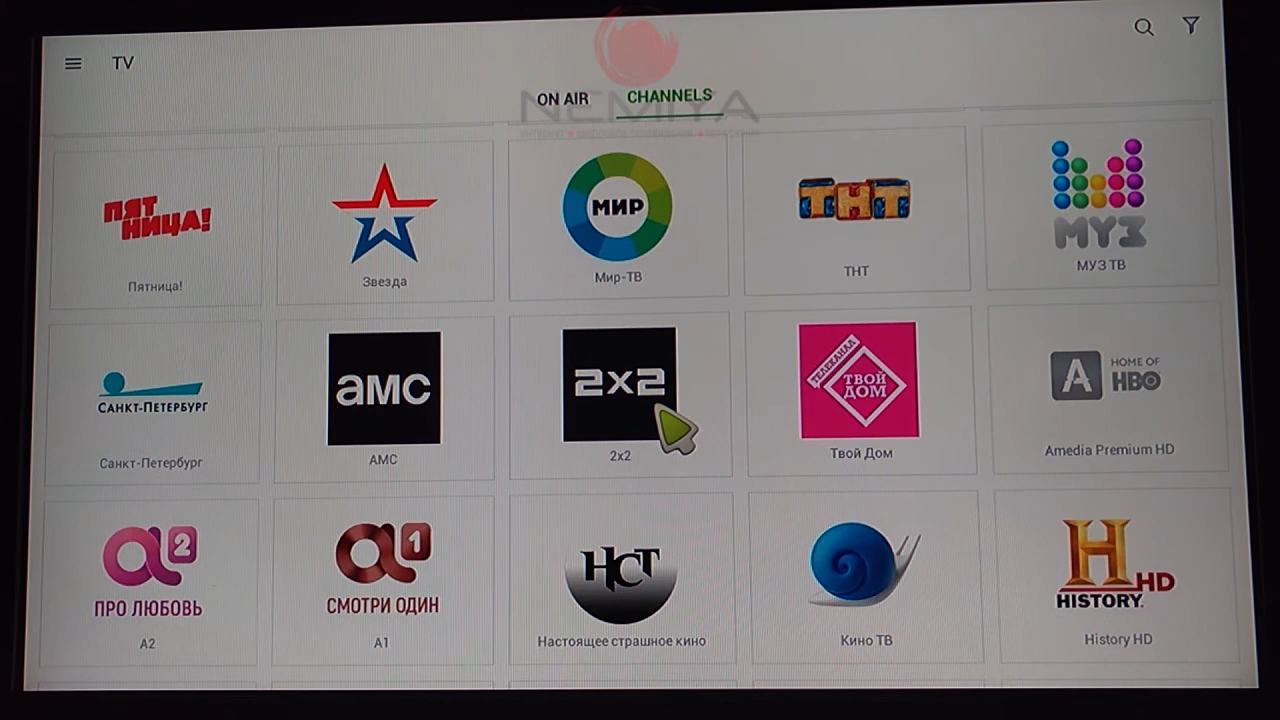 TV
ON AIR
CHANNELS
NEMIYA
ПЯТ
НИЦА!
Пятница!
Звезда
МИР
Мир-ТВ
ТНТ
ТНТ
МУЗ
МУЗ ТВ
САНКТ-ПЕТЕРБУРГ
Санкт-Петербург
aMC
AMC
2x2
2x2
ТЕЛЕКАНАЛ
ТВОЙ
ДОМ
Твой Дом
A
HOME OF
HBO
Amedia Premium HD
a2
ПРО ЛЮБОВЬ
A2
a1
СМОТРИ ОДИН
A1
НСТ
Настоящее страшное кино
Кино ТВ
H HD
HISTORY.
History HD